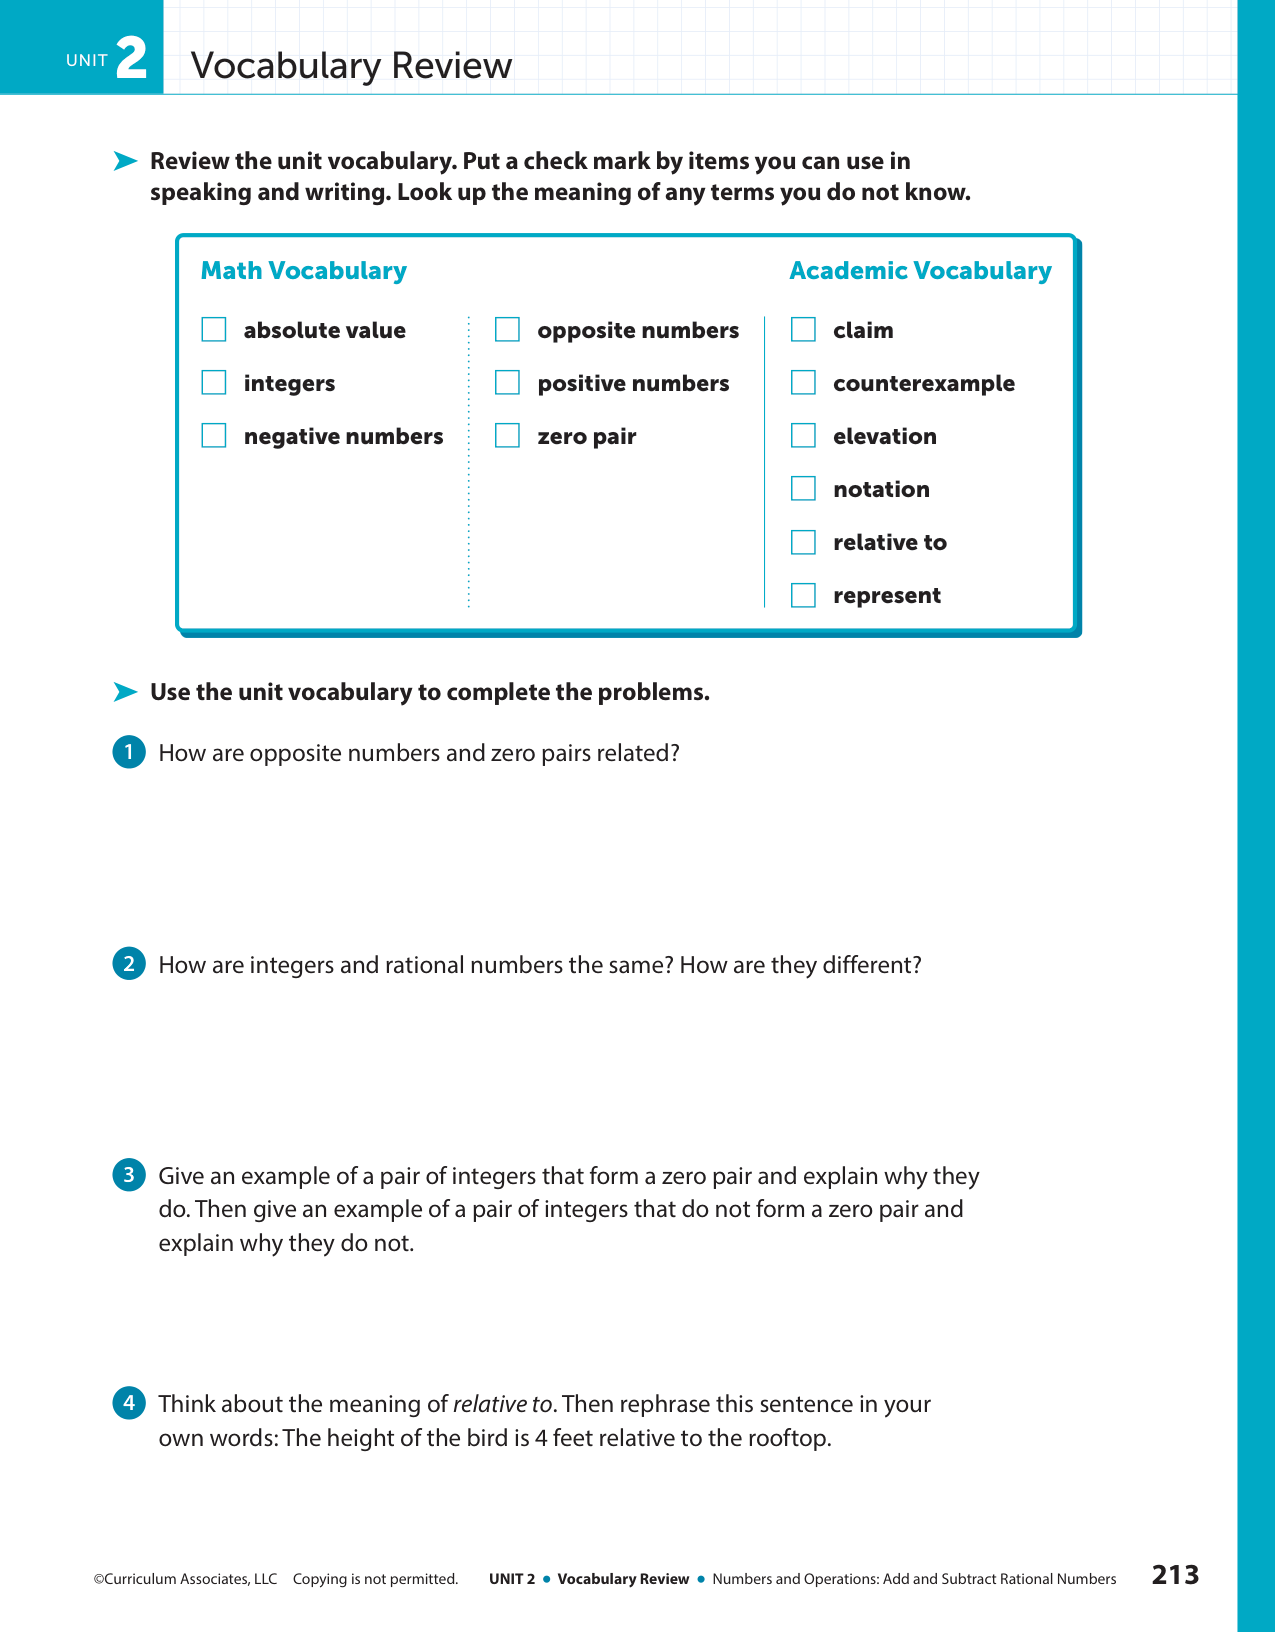 UNIT 2 Vocabulary Review
Review the unit vocabulary. Put a check mark by items you can use in
speaking and writing. Look up the meaning of any terms you do not know.
Math Vocabulary
absolute value
integers
negative numbers
opposite numbers
positive numbers
zero pair
Academic Vocabulary
claim
counterexample
elevation
notation
relative to
represent
Use the unit vocabulary to complete the problems.
1 How are opposite numbers and zero pairs related?
2 How are integers and rational numbers the same? How are they different?
3 Give an example of a pair of integers that form a zero pair and explain why they
do. Then give an example of a pair of integers that do not form a zero pair and
explain why they do not.
4 Think about the meaning of relative to. Then rephrase this sentence in your
own words: The height of the bird is 4 feet relative to the rooftop.
©Curriculum Associates, LLC Copying is not permitted. UNIT 2 • Vocabulary Review • Numbers and Operations: Add and Subtract Rational Numbers 213